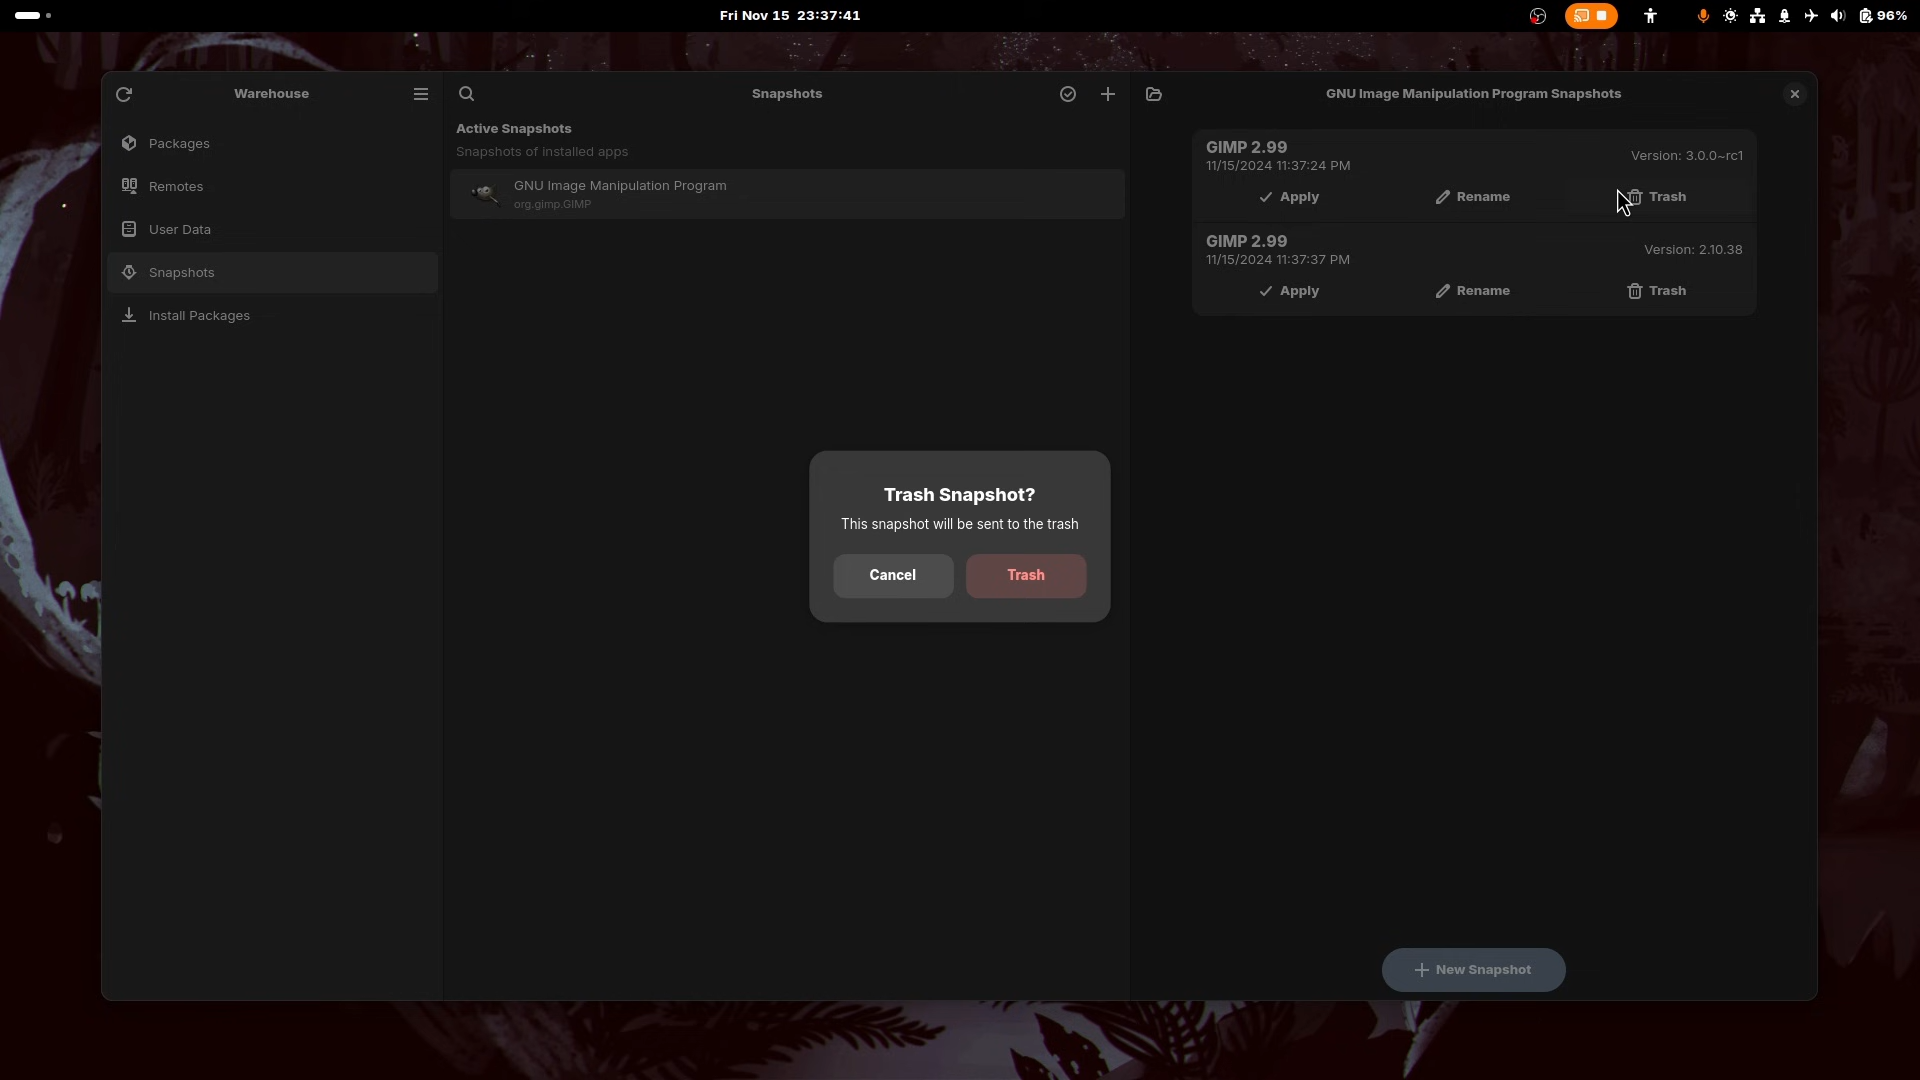 Fri Nov 15  23:37:41
96%
Warehouse
Packages
Remotes
User Data
Snapshots
Install Packages
Snapshots
Active Snapshots
Snapshots of installed apps
GNU Image Manipulation Program
org.gimp.GIMP
GNU Image Manipulation Program Snapshots
GIMP 2.99
11/15/2024 11:37:24 PM
Version: 3.0.0~rc1
Apply
Rename
Trash
GIMP 2.99
11/15/2024 11:37:37 PM
Version: 2.10.38
Apply
Rename
Trash
New Snapshot
Trash Snapshot?
This snapshot will be sent to the trash
Cancel
Trash